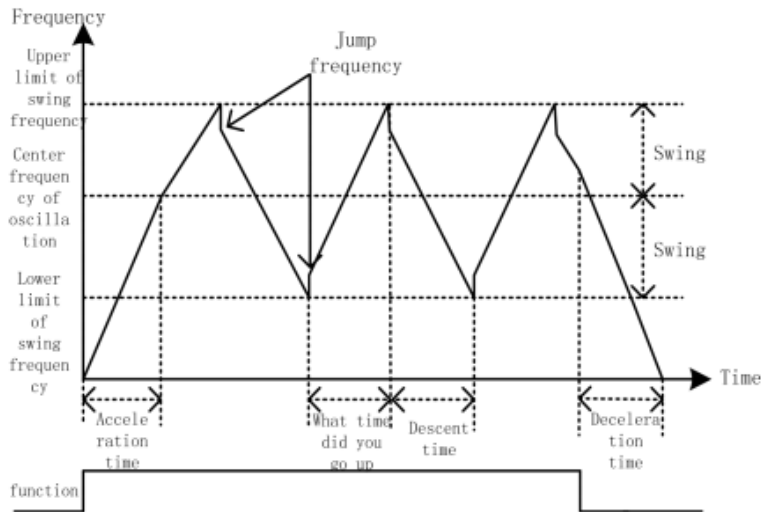 Frequency
Upper
limit of
swing
frequency
Center
frequen
cy of
oscilla
tion
Lower
limit
of
swing
frequen
cy
Jump
frequency
Swing
Swing
Time
Accele
ration
time
What time
did you
go up
Descent
time
Decelera
tion
time
function